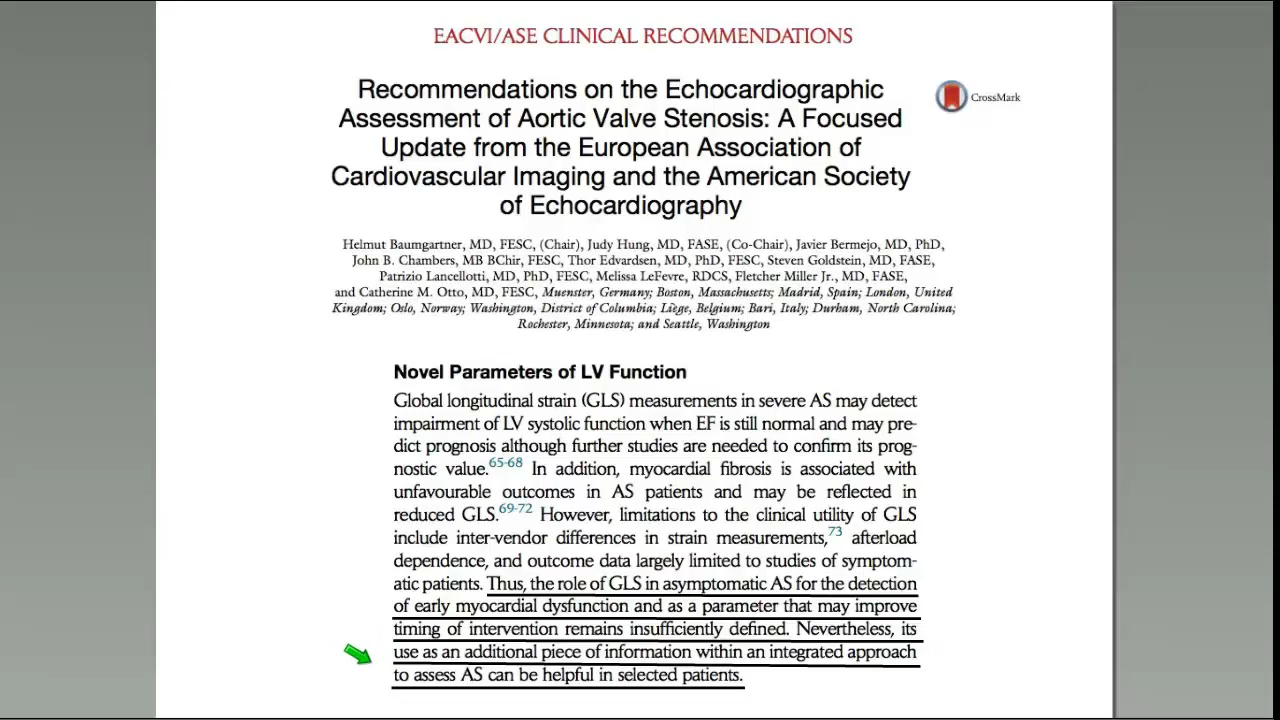 EACVI/ASE CLINICAL RECOMMENDATIONS
Recommendations on the Echocardiographic
Assessment of Aortic Valve Stenosis: A Focused
Update from the European Association of
Cardiovascular Imaging and the American Society
of Echocardiography
CrossMark
Helmut Baumgartner, MD, FESC, (Chair), Judy Hung, MD, FASE, (Co-Chair), Javier Bermejo, MD, PhD,
John B. Chambers, MB BChir, FESC, Thor Edvardsen, MD, PhD, FESC, Steven Goldstein, MD, FASE,
Patrizio Lancellotti, MD, PhD, FESC, Melissa LeFevre, RDCS, Fletcher Miller Jr., MD, FASE,
and Catherine M. Otto, MD, FESC, Muenster, Germany; Boston, Massachusetts; Madrid, Spain; London, United
Kingdom; Oslo, Norway; Washington, District of Columbia; Liège, Belgium; Bari, Italy; Durham, North Carolina;
Rochester, Minnesota; and Seattle, Washington
Novel Parameters of LV Function
Global longitudinal strain (GLS) measurements in severe AS may detect
impairment of LV systolic function when EF is still normal and may pre-
dict prognosis although further studies are needed to confirm its prog-
nostic value.65-68 In addition, myocardial fibrosis is associated with
unfavourable outcomes in AS patients and may be reflected in
reduced GLS.69-72 However, limitations to the clinical utility of GLS
include inter-vendor differences in strain measurements,73 afterload
dependence, and outcome data largely limited to studies of symptom-
atic patients. Thus, the role of GLS in asymptomatic AS for the detection
of early myocardial dysfunction and as a parameter that may improve
timing of intervention remains insufficiently defined. Nevertheless, its
use as an additional piece of information within an integrated approach
to assess AS can be helpful in selected patients.